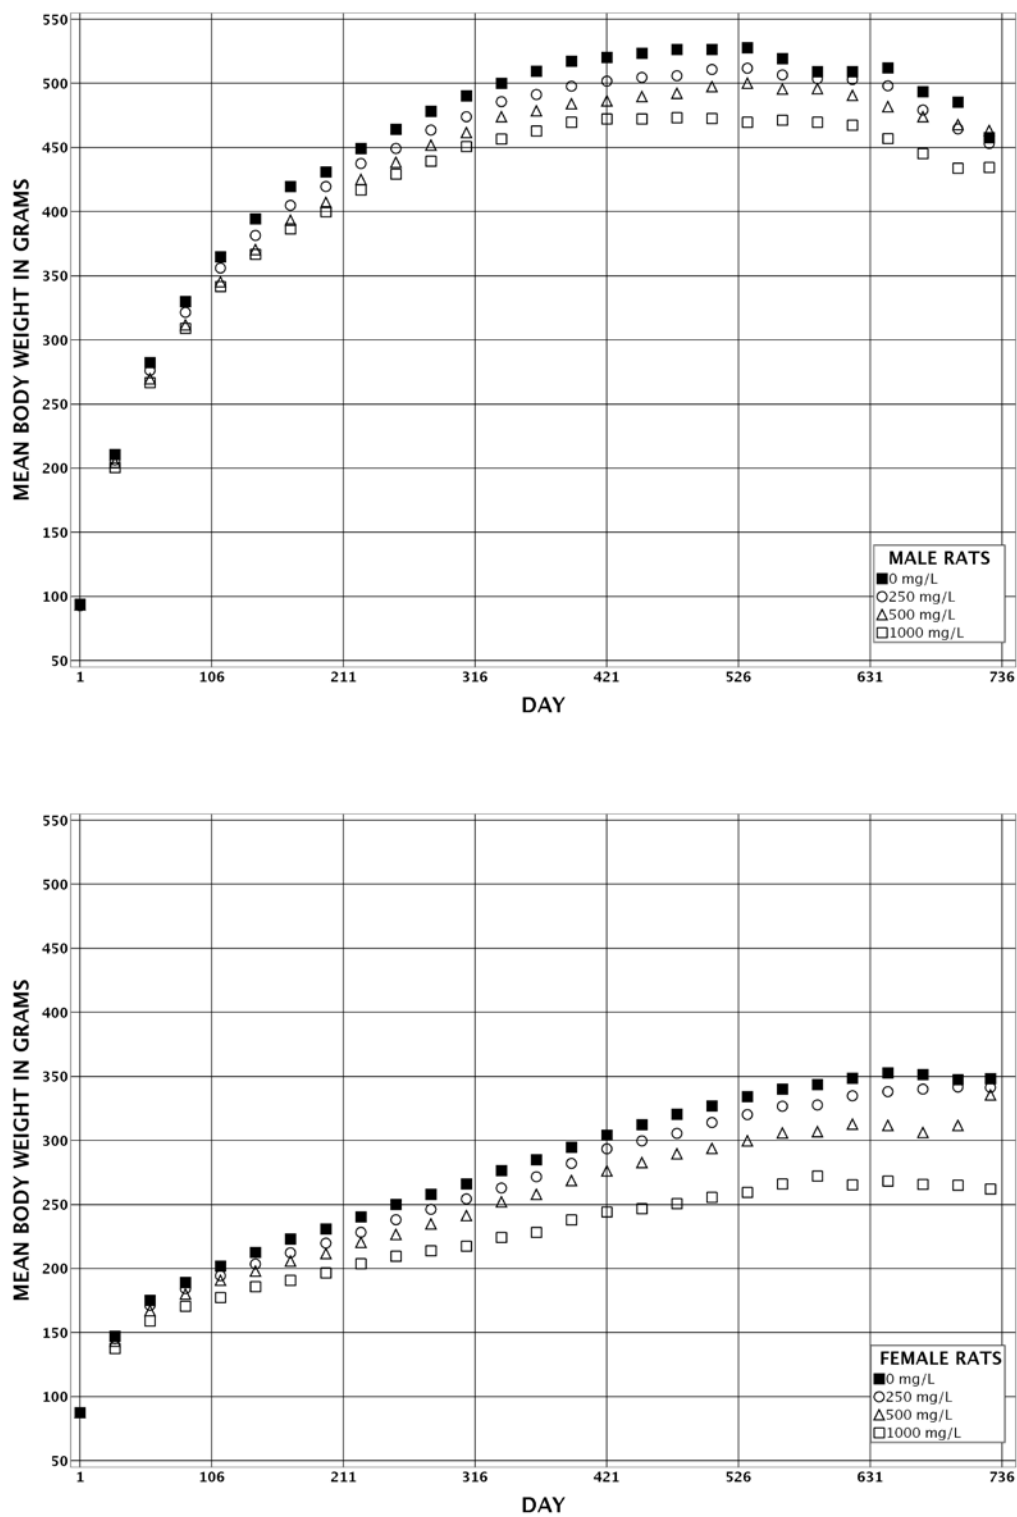 550
500
450
400
350
300
250
200
150
100
50
MEAN BODY WEIGHT IN GRAMS
MALE RATS
0 mg/L
250 mg/L
500 mg/L
1000 mg/L
1 106 211 316 421 526 631 736
DAY
550
500
450
400
350
300
250
200
150
100
50
MEAN BODY WEIGHT IN GRAMS
FEMALE RATS
0 mg/L
250 mg/L
500 mg/L
1000 mg/L
1 106 211 316 421 526 631 736
DAY